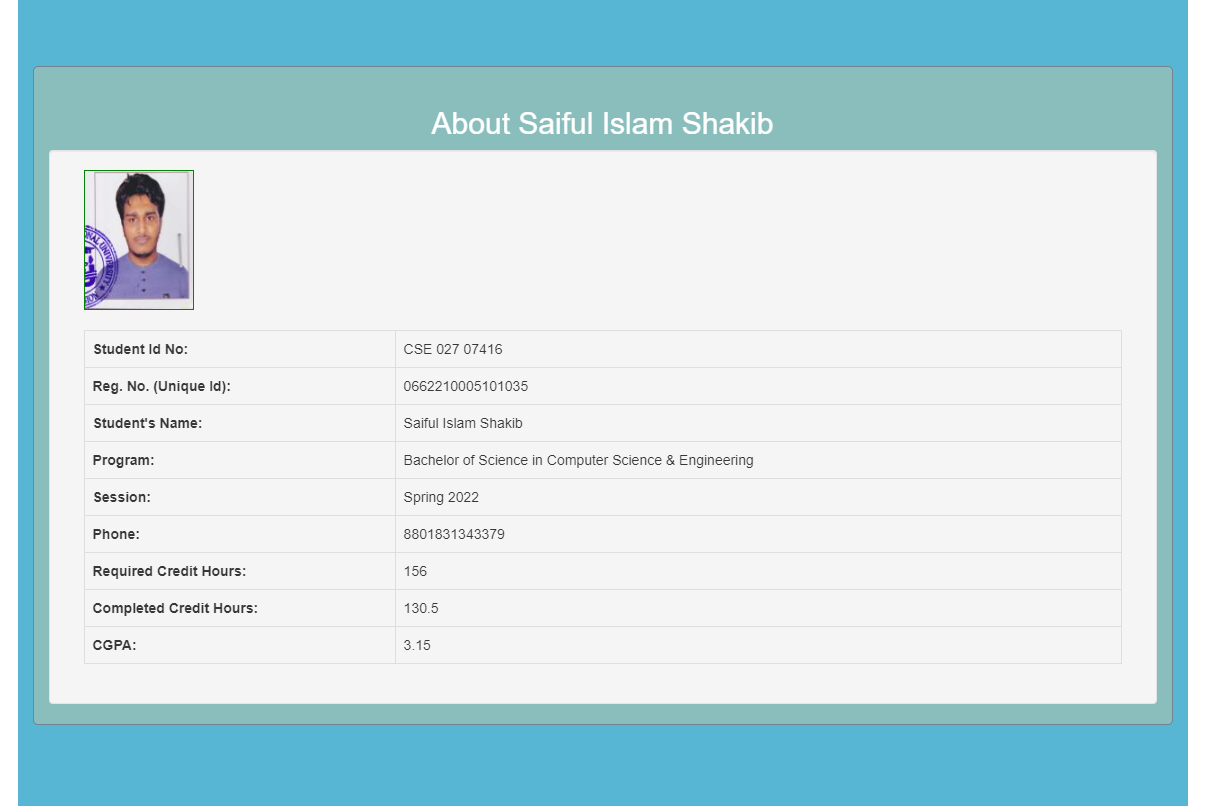 About Saiful Islam Shakib
ONAL UNIVERSITY
Student Id No: CSE 027 07416
Reg. No. (Unique Id): 0662210005101035
Student's Name: Saiful Islam Shakib
Program: Bachelor of Science in Computer Science & Engineering
Session: Spring 2022
Phone: 8801831343379
Required Credit Hours: 156
Completed Credit Hours: 130.5
CGPA: 3.15